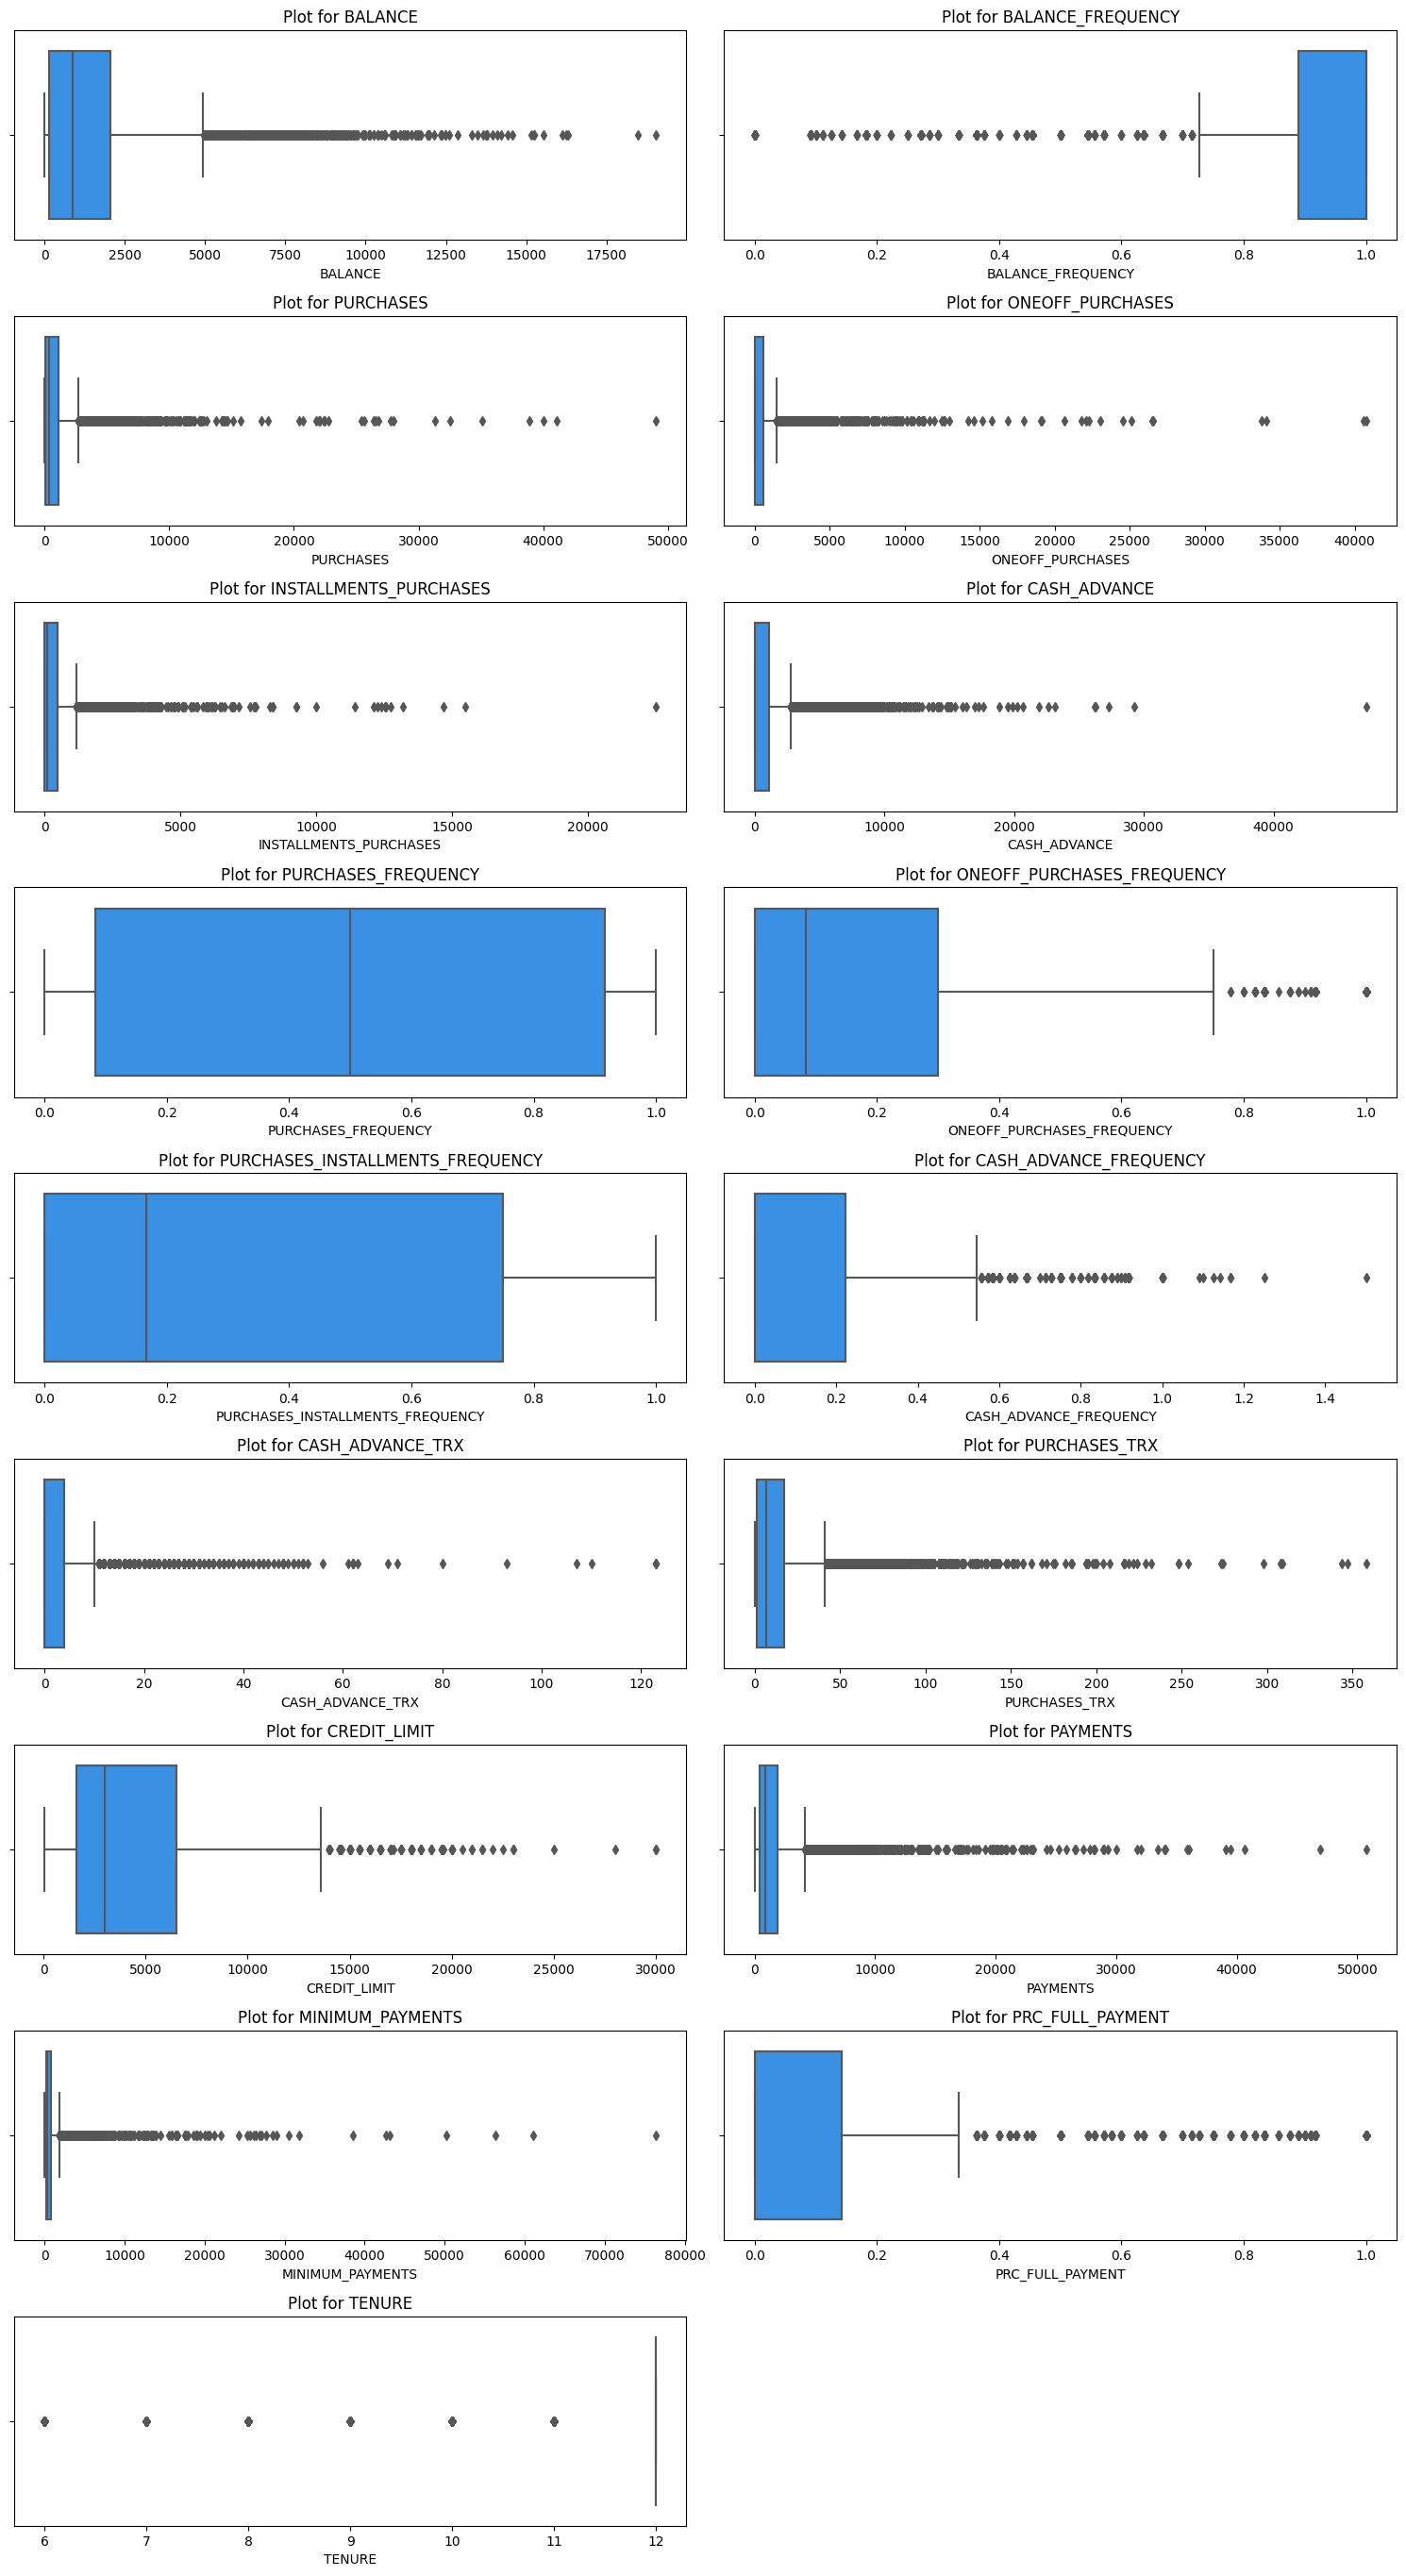 Plot for BALANCE
0 2500 5000 7500 10000 12500 15000 17500
BALANCE
Plot for BALANCE_FREQUENCY
0.0 0.2 0.4 0.6 0.8 1.0
BALANCE_FREQUENCY
Plot for PURCHASES
0 10000 20000 30000 40000 50000
PURCHASES
Plot for ONEOFF_PURCHASES
0 5000 10000 15000 20000 25000 30000 35000 40000
ONEOFF_PURCHASES
Plot for INSTALLMENTS_PURCHASES
0 5000 10000 15000 20000
INSTALLMENTS_PURCHASES
Plot for CASH_ADVANCE
0 10000 20000 30000 40000
CASH_ADVANCE
Plot for PURCHASES_FREQUENCY
0.0 0.2 0.4 0.6 0.8 1.0
PURCHASES_FREQUENCY
Plot for ONEOFF_PURCHASES_FREQUENCY
0.0 0.2 0.4 0.6 0.8 1.0
ONEOFF_PURCHASES_FREQUENCY
Plot for PURCHASES_INSTALLMENTS_FREQUENCY
0.0 0.2 0.4 0.6 0.8 1.0
PURCHASES_INSTALLMENTS_FREQUENCY
Plot for CASH_ADVANCE_FREQUENCY
0.0 0.2 0.4 0.6 0.8 1.0 1.2 1.4
CASH_ADVANCE_FREQUENCY
Plot for CASH_ADVANCE_TRX
0 20 40 60 80 100 120
CASH_ADVANCE_TRX
Plot for PURCHASES_TRX
0 50 100 150 200 250 300 350
PURCHASES_TRX
Plot for CREDIT_LIMIT
0 5000 10000 15000 20000 25000 30000
CREDIT_LIMIT
Plot for PAYMENTS
0 10000 20000 30000 40000 50000
PAYMENTS
Plot for MINIMUM_PAYMENTS
0 10000 20000 30000 40000 50000 60000 70000 80000
MINIMUM_PAYMENTS
Plot for PRC_FULL_PAYMENT
0.0 0.2 0.4 0.6 0.8 1.0
PRC_FULL_PAYMENT
Plot for TENURE
6 7 8 9 10 11 12
TENURE